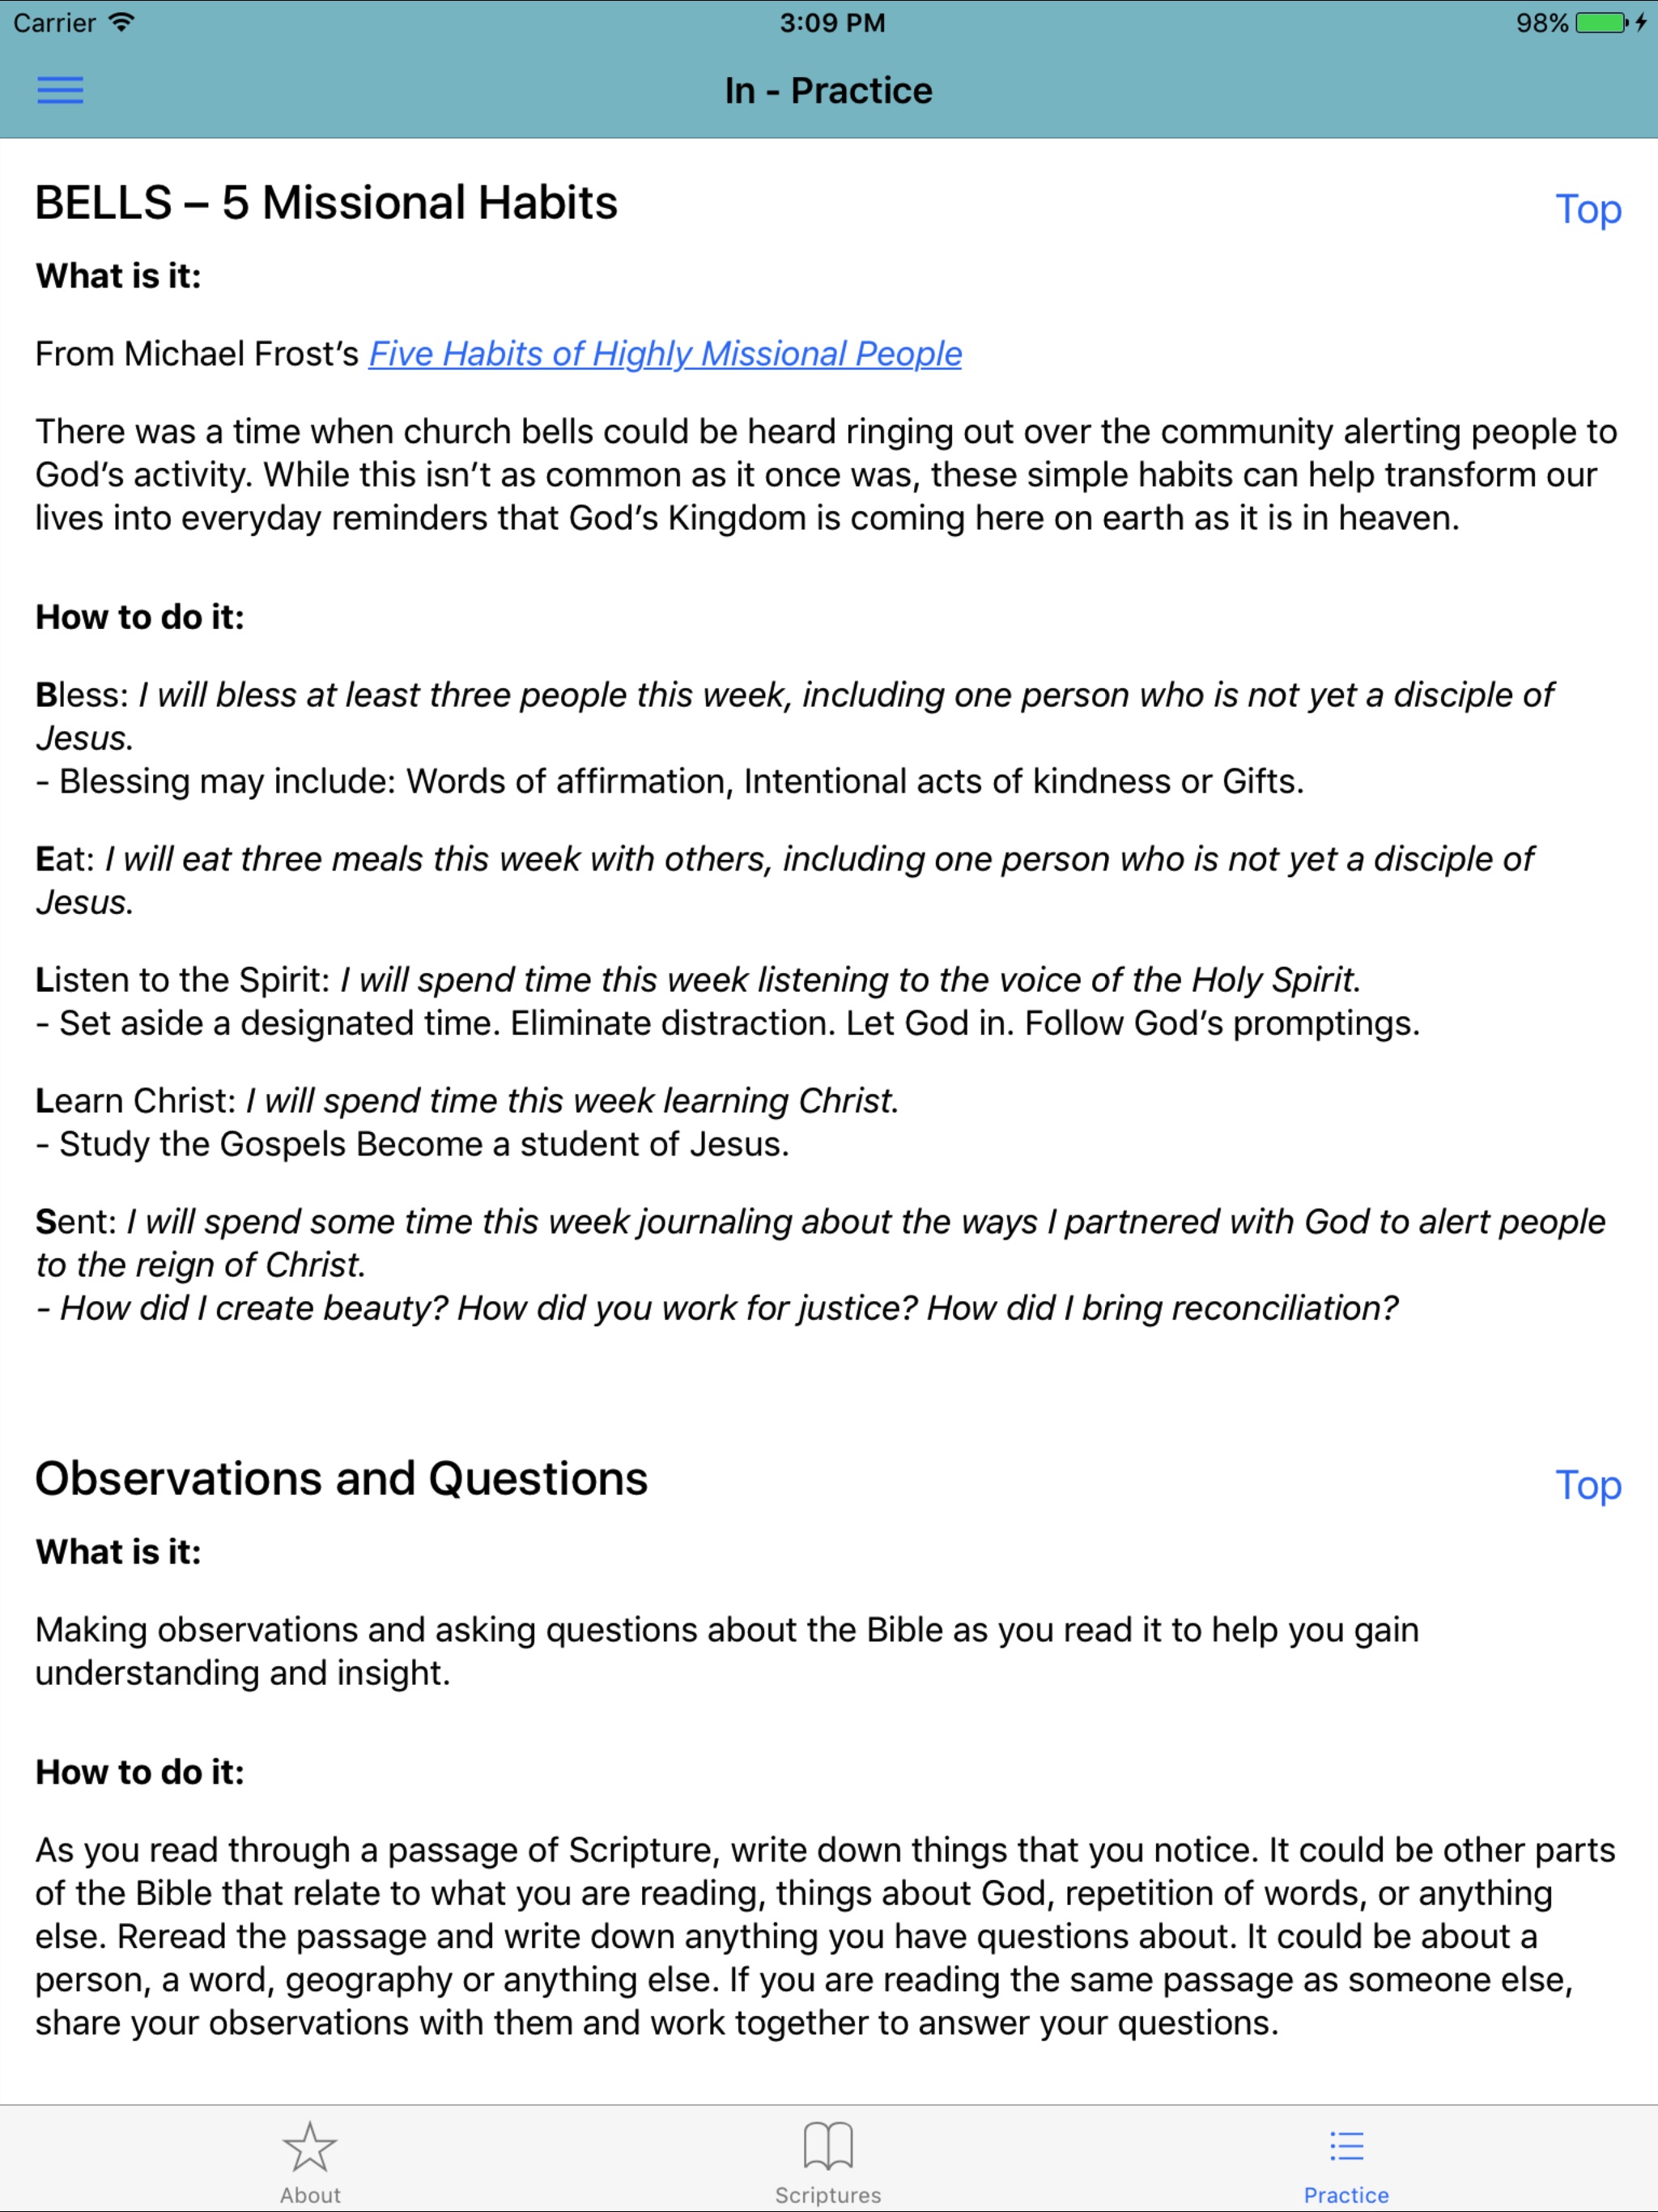 Carrier
3:09 PM
98%
In - Practice
BELLS – 5 Missional Habits
Top
What is it:
From Michael Frost’s Five Habits of Highly Missional People
There was a time when church bells could be heard ringing out over the community alerting people to
God’s activity. While this isn’t as common as it once was, these simple habits can help transform our
lives into everyday reminders that God’s Kingdom is coming here on earth as it is in heaven.
How to do it:
Bless: I will bless at least three people this week, including one person who is not yet a disciple of
Jesus.
- Blessing may include: Words of affirmation, Intentional acts of kindness or Gifts.
Eat: I will eat three meals this week with others, including one person who is not yet a disciple of
Jesus.
Listen to the Spirit: I will spend time this week listening to the voice of the Holy Spirit.
- Set aside a designated time. Eliminate distraction. Let God in. Follow God’s promptings.
Learn Christ: I will spend time this week learning Christ.
- Study the Gospels Become a student of Jesus.
Sent: I will spend some time this week journaling about the ways I partnered with God to alert people
to the reign of Christ.
- How did I create beauty? How did you work for justice? How did I bring reconciliation?
Observations and Questions
Top
What is it:
Making observations and asking questions about the Bible as you read it to help you gain
understanding and insight.
How to do it:
As you read through a passage of Scripture, write down things that you notice. It could be other parts
of the Bible that relate to what you are reading, things about God, repetition of words, or anything
else. Reread the passage and write down anything you have questions about. It could be about a
person, a word, geography or anything else. If you are reading the same passage as someone else,
share your observations with them and work together to answer your questions.
About
Scriptures
Practice